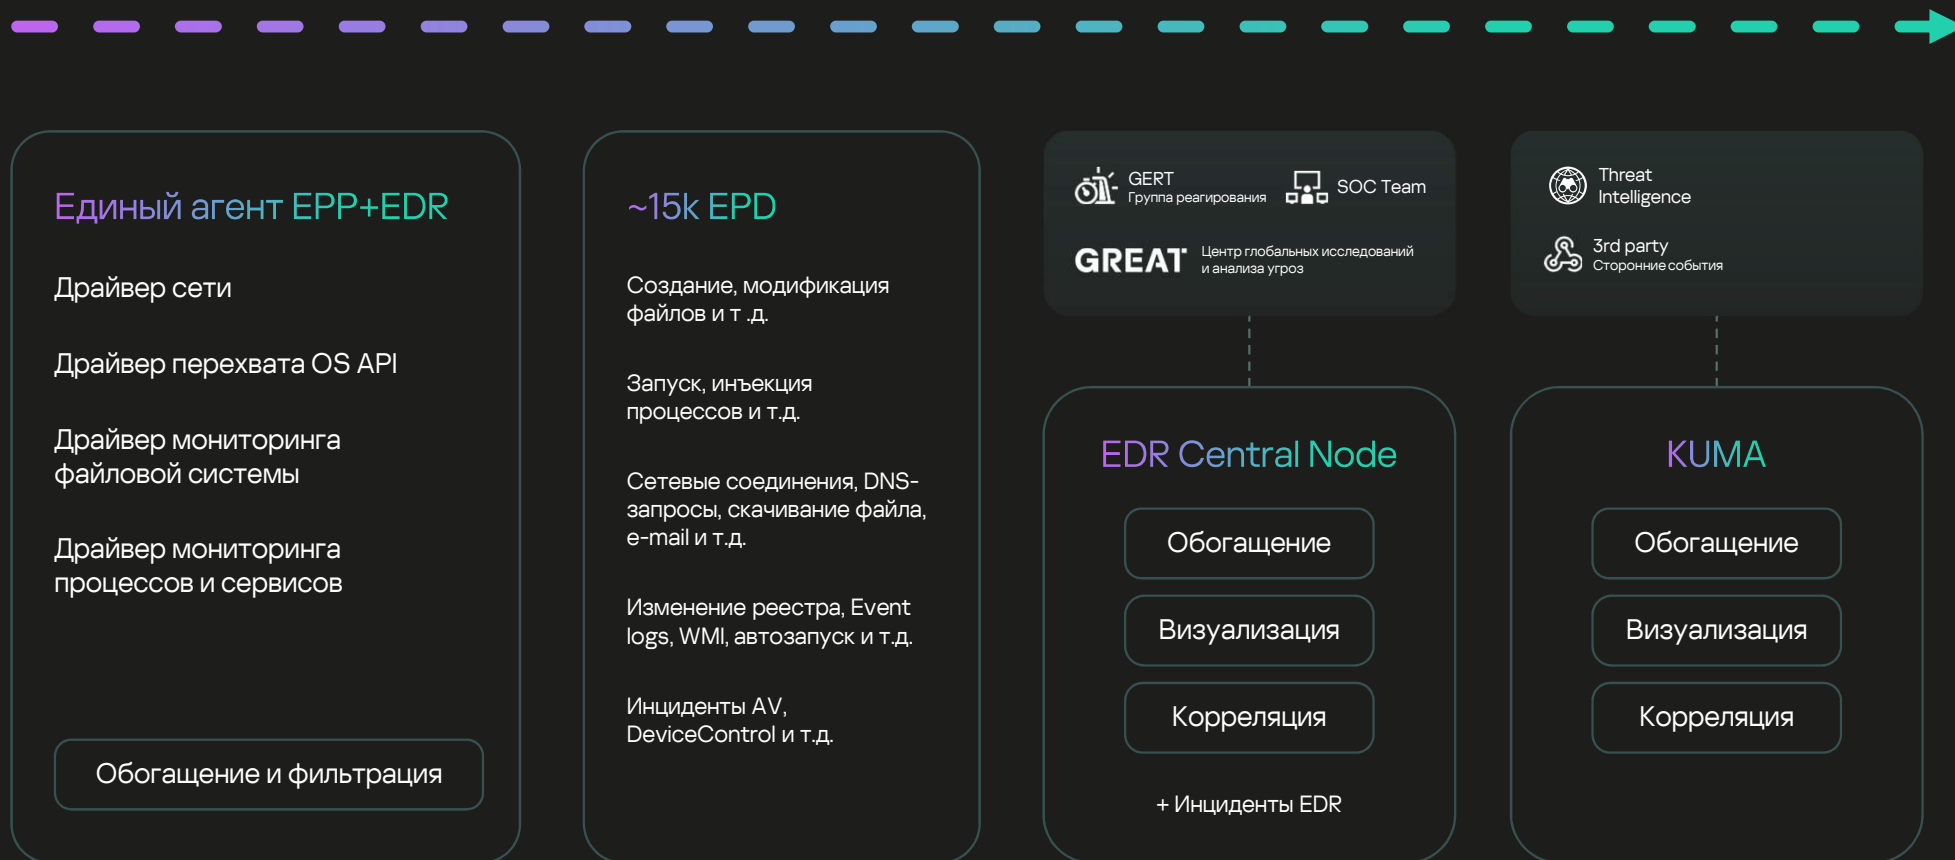 Единый агент EPP+EDR
Драйвер сети
Драйвер перехвата OS API
Драйвер мониторинга
файловой системы
Драйвер мониторинга
процессов и сервисов
Обогащение и фильтрация
~15k EPD
Создание, модификация
файлов и т .д.
Запуск, инъекция
процессов и т.д.
Сетевые соединения, DNS-
запросы, скачивание файла,
e-mail и т.д.
Изменение реестра, Event
logs, WMI, автозапуск и т.д.
Инциденты AV,
DeviceControl и т.д.
GERT
Группа реагирования
SOC Team
GREAT
Центр глобальных исследований
и анализа угроз
EDR Central Node
Обогащение
Визуализация
Корреляция
+ Инциденты EDR
Threat
Intelligence
3rd party
Сторонние события
KUMA
Обогащение
Визуализация
Корреляция